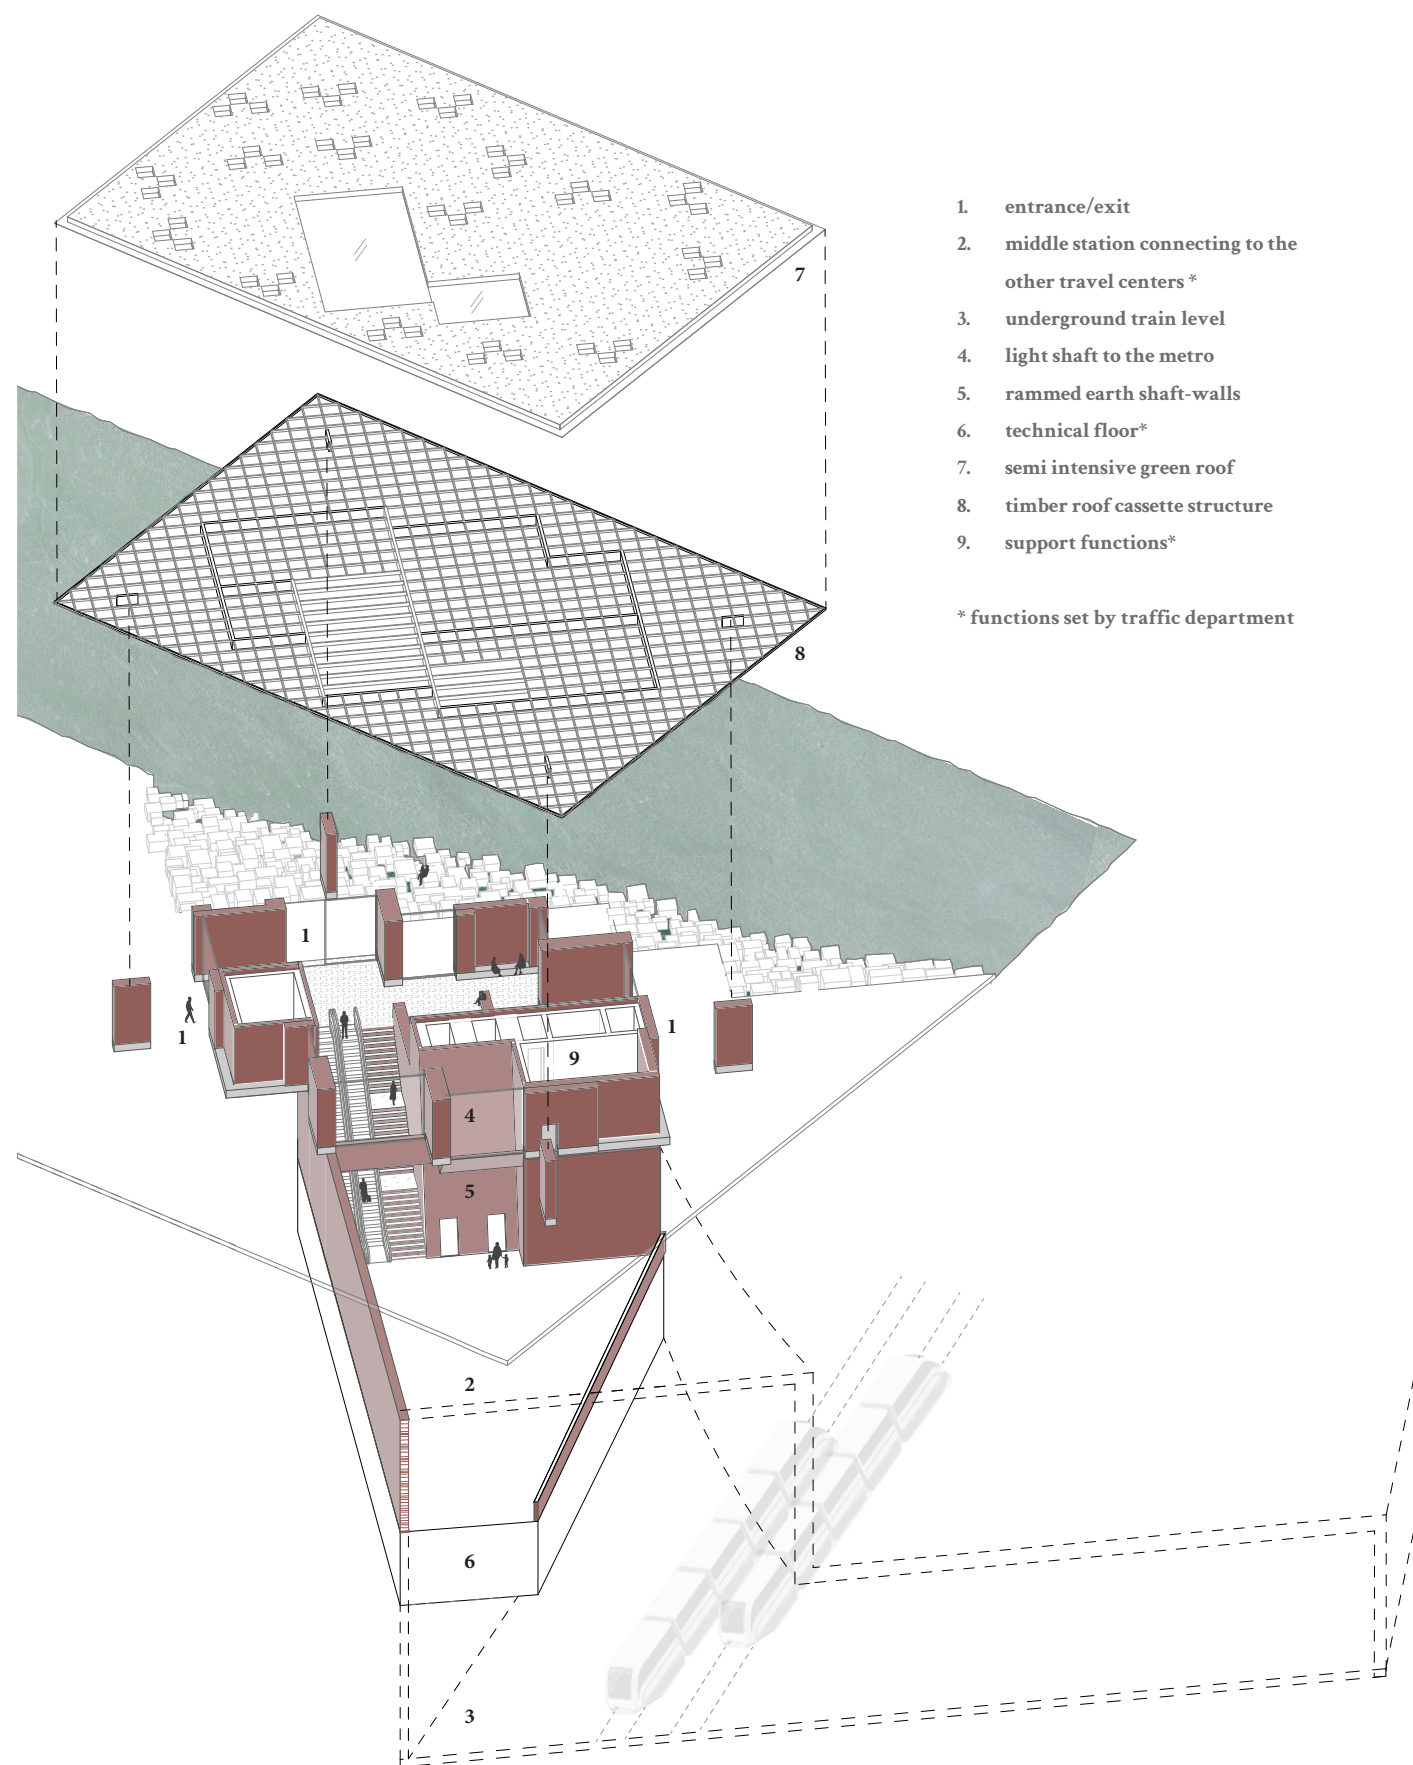 1. entrance/exit
2. middle station connecting to the
other travel centers *
3. underground train level
4. light shaft to the metro
5. rammed earth shaft-walls
6. technical floor*
7. semi intensive green roof
8. timber roof cassette structure
9. support functions*
* functions set by traffic department
7
8
1
1
1
9
4
5
2
6
3